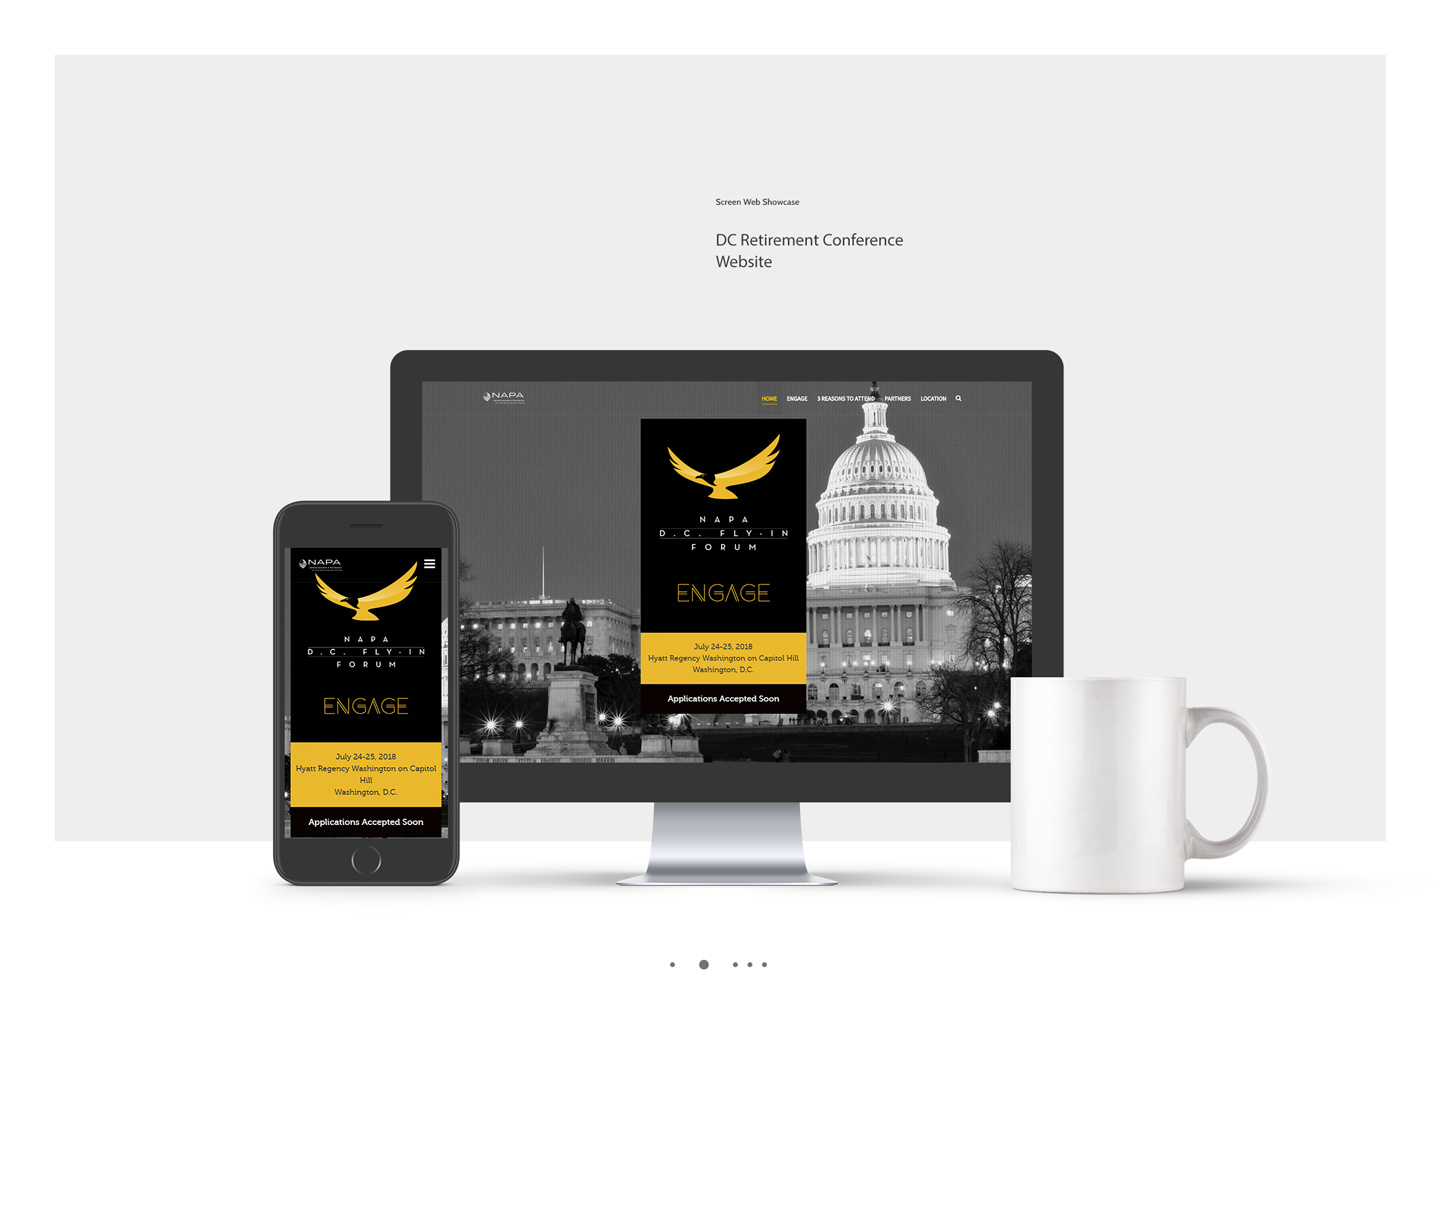 Screen Web Showcase
DC Retirement Conference
Website
NAPA
HOME ENGAGE 3 REASONS TO ATTEND PARTNERS LOCATION
NAPA
D.C. FLY-IN
FORUM
ENGAGE
July 24-25, 2018
Hyatt Regency Washington on Capitol Hill
Washington, D.C.
Applications Accepted Soon
NAPA
NAPA
D.C. FLY-IN
FORUM
ENGAGE
July 24-25, 2018
Hyatt Regency Washington on Capitol
Hill
Washington, D.C.
Applications Accepted Soon